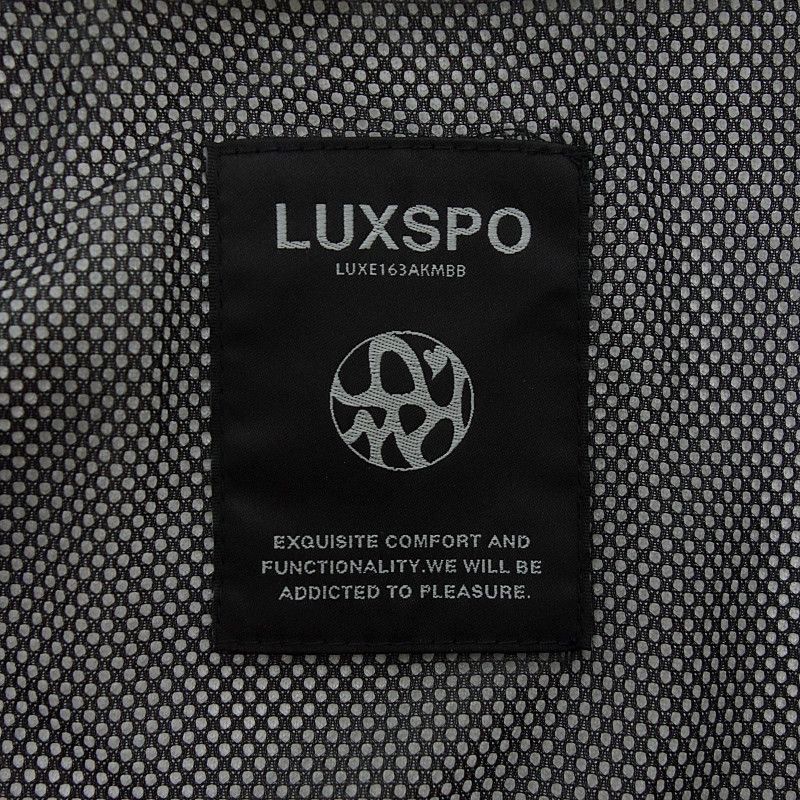 LUXSPO
LUXE163AKMBB
EXQUISITE COMFORT AND
FUNCTIONALITY.WE WILL BE
ADDICTED TO PLEASURE.